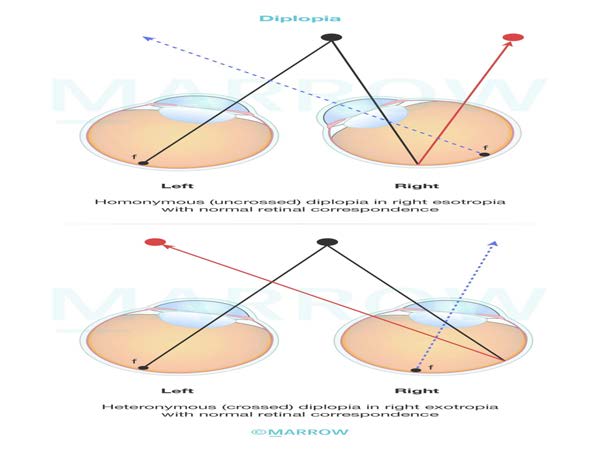 Diplopia
MARROW
f
f
Left Right
Homonymous (uncrossed) diplopia in right esotropia
with normal retinal correspondence
MARROW
f
f
Left Right
Heteronymous (crossed) diplopia in right exotropia
with normal retinal correspondence
©MARROW